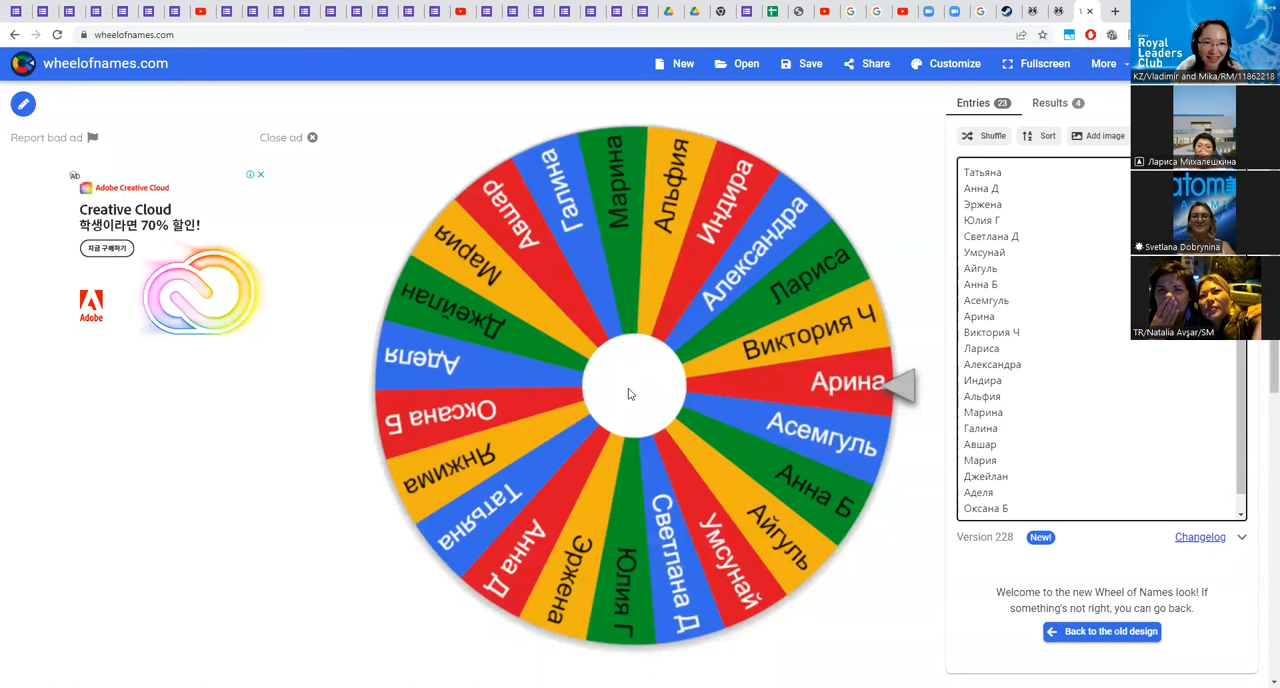 wheelofnames.com
wheelofnames.com
New
Open
Save
Share
Customize
Fullscreen
More
Report bad ad
Close ad
Adobe Creative Cloud
Creative Cloud
학생이라면 70% 할인!
지금 구매하기
Adobe
Марина
Альфия
Индира
Александра
Лариса
Виктория Ч
Арина
Асемгуль
Анна Б
Айгуль
Умсунай
Светлана Д
Юлия Г
Эржена
Анна Д
Татьяна
Янжима
Оксана Б
Аделя
Джейлан
Мария
Авшар
Галина
Entries 23
Results 4
Shuffle
Sort
Add image
Татьяна
Анна Д
Эржена
Юлия Г
Светлана Д
Умсунай
Айгуль
Анна Б
Асемгуль
Арина
Виктория Ч
Лариса
Александра
Индира
Альфия
Марина
Галина
Авшар
Мария
Джейлан
Аделя
Оксана Б
Version 228
New!
Changelog
Welcome to the new Wheel of Names look! If
something's not right, you can go back.
Back to the old design
Royal
Leaders
Club
KZ/Vladimir and Mika/RM/11862218
Лариса Михалешкина
Svetlana Dobrynina
TR/Natalia Avşar/SM